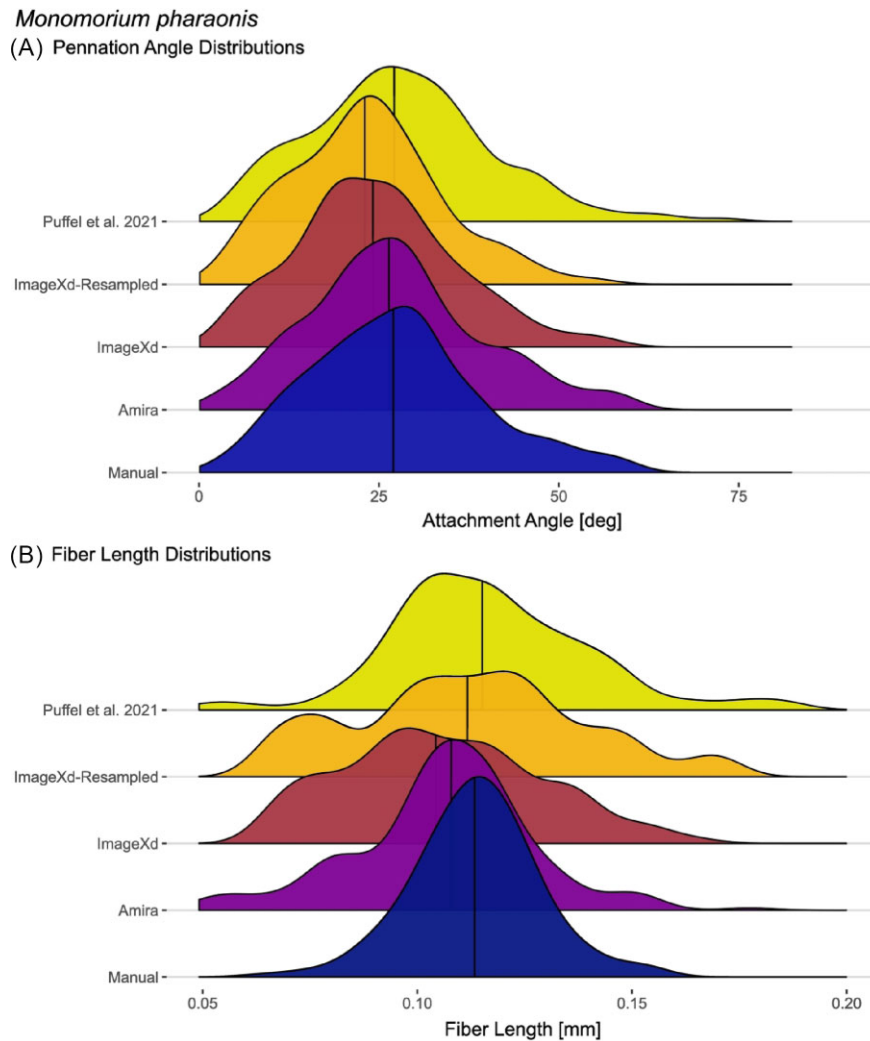 Monomorium pharaonis
(A) Pennation Angle Distributions
Puffel et al. 2021
ImageXd-Resampled
ImageXd
Amira
Manual
0 25 50 75
Attachment Angle [deg]
(B) Fiber Length Distributions
Puffel et al. 2021
ImageXd-Resampled
ImageXd
Amira
Manual
0.05 0.10 0.15 0.20
Fiber Length [mm]